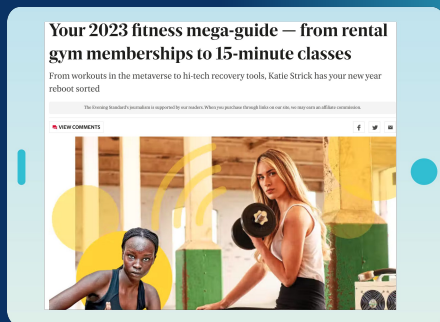 Your 2023 fitness mega-guide — from rental
gym memberships to 15-minute classes
From workouts in the metaverse to hi-tech recovery tools, Katie Strick has your new year
reboot sorted
The Evening Standard's journalism is supported by our readers. When you purchase through links on our site, we may earn an affiliate commission.
VIEW COMMENTS